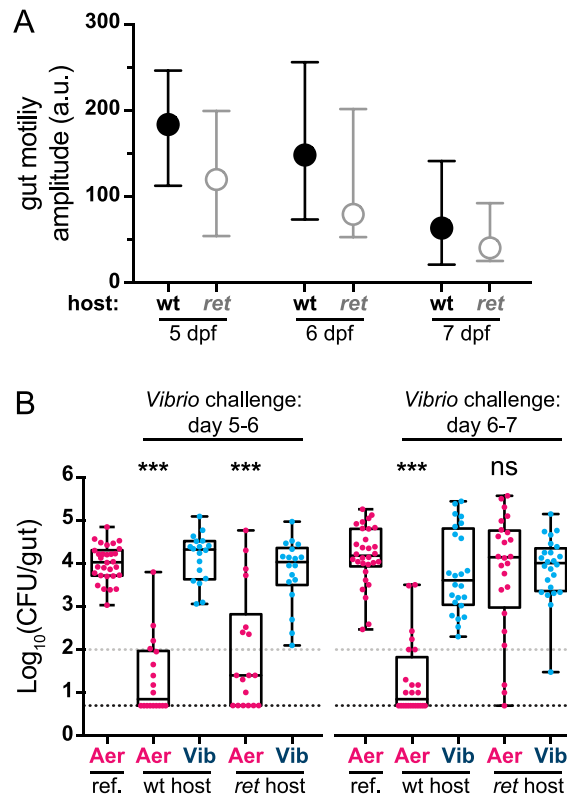 A
gut motiliy
amplitude (a.u.)
300
200
100
0
host: wt ret wt ret wt ret
5 dpf 6 dpf 7 dpf
B
Vibrio challenge:
day 5-6
Vibrio challenge:
day 6-7
*** *** *** ns
Log10(CFU/gut)
6
5
4
3
2
1
0
Aer Aer Vib Aer Vib Aer Aer Vib Aer Vib
ref. wt host ret host ref. wt host ret host